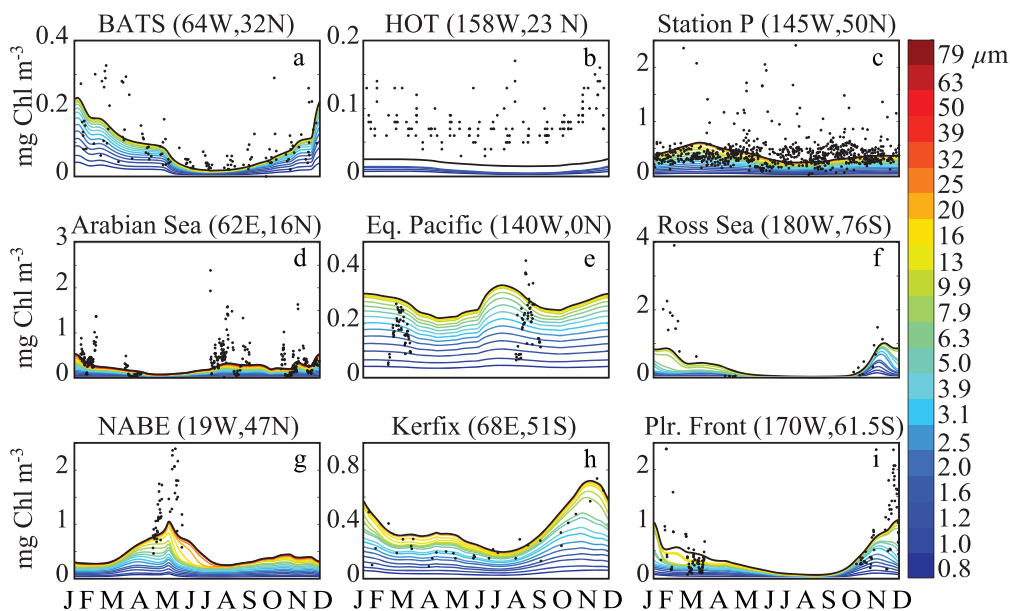 BATS (64W,32N)
HOT (158W,23 N)
Station P (145W,50N)
mg Chl m-3
0.4
0.2
0
a
0.2
0.1
0
b
2
1
0
c
Arabian Sea (62E,16N)
Eq. Pacific (140W,0N)
Ross Sea (180W,76S)
mg Chl m-3
3
2
1
0
d
0.4
0.2
0
e
4
2
0
f
NABE (19W,47N)
Kerfix (68E,51S)
Plr. Front (170W,61.5S)
mg Chl m-3
2
1
0
g
0.8
0.4
0
h
2
1
0
i
J F M A M J J A S O N D
J F M A M J J A S O N D
J F M A M J J A S O N D
79 μm
63
50
39
32
25
20
16
13
9.9
7.9
6.3
5.0
3.9
3.1
2.5
2.0
1.6
1.2
1.0
0.8